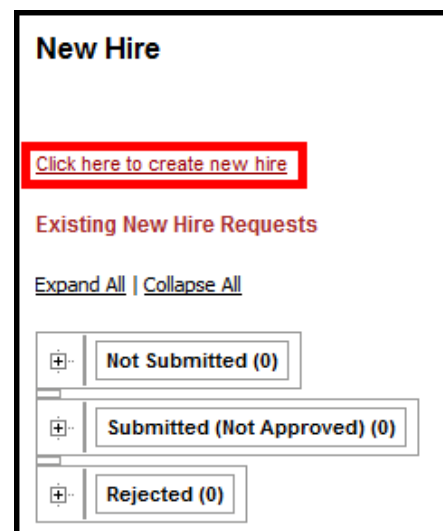 New Hire
Click here to create new hire
Existing New Hire Requests
Expand All | Collapse All
Not Submitted (0)
Submitted (Not Approved) (0)
Rejected (0)